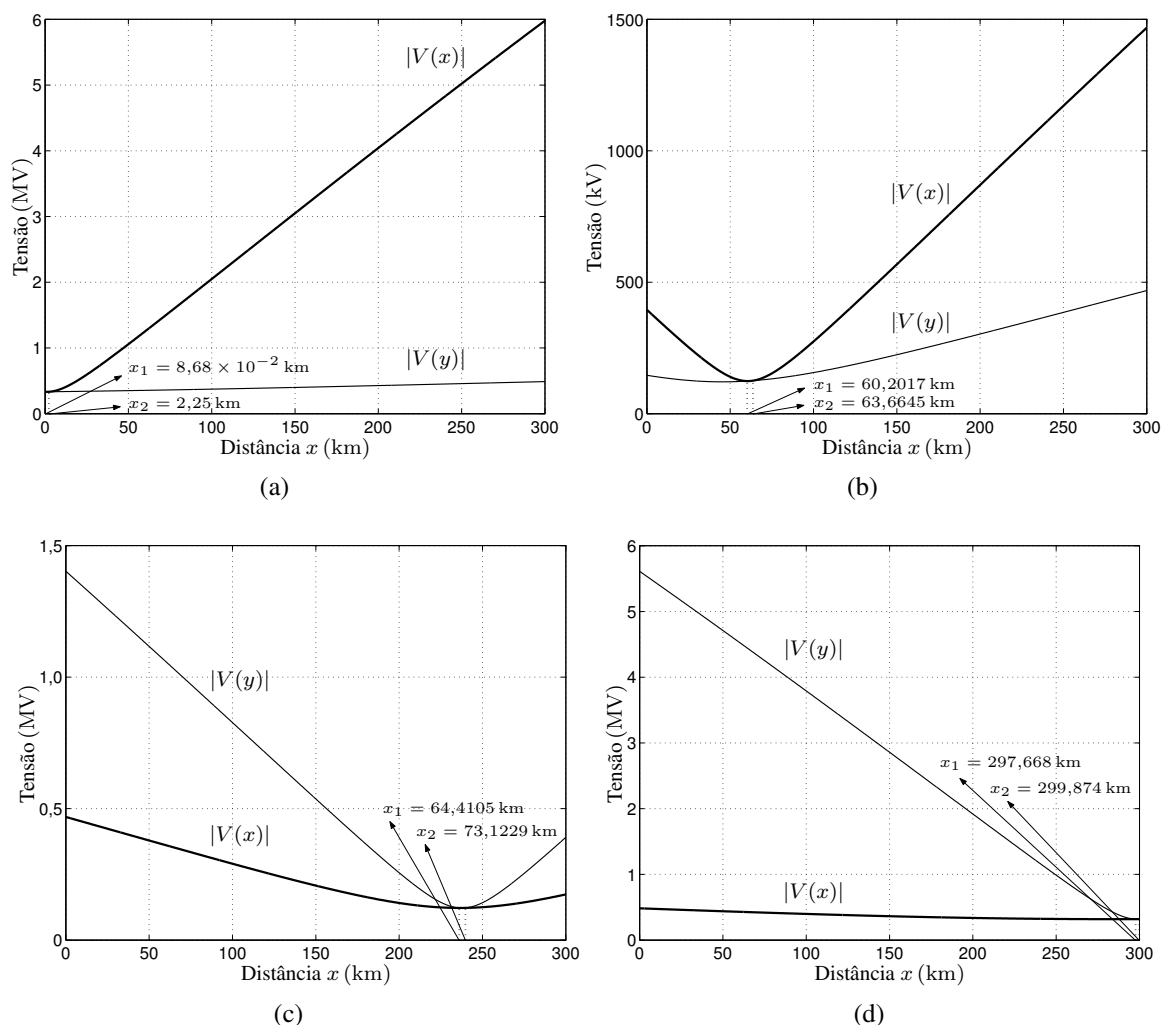 6
5
4
3
2
1
0
Tensão (MV)
|V(x)|
|V(y)|
x₁ = 8,68 × 10⁻² km
x₂ = 2,25 km
0 50 100 150 200 250 300
Distância x (km)
(a)
1500
1000
500
0
Tensão (kV)
|V(x)|
|V(y)|
x₁ = 60,2017 km
x₂ = 63,6645 km
0 50 100 150 200 250 300
Distância x (km)
(b)
1,5
1,0
0,5
0
Tensão (MV)
|V(y)|
|V(x)|
x₁ = 64,4105 km
x₂ = 73,1229 km
0 50 100 150 200 250 300
Distância x (km)
(c)
6
5
4
3
2
1
0
Tensão (MV)
|V(y)|
x₁ = 297,668 km
x₂ = 299,874 km
|V(x)|
0 50 100 150 200 250 300
Distância x (km)
(d)